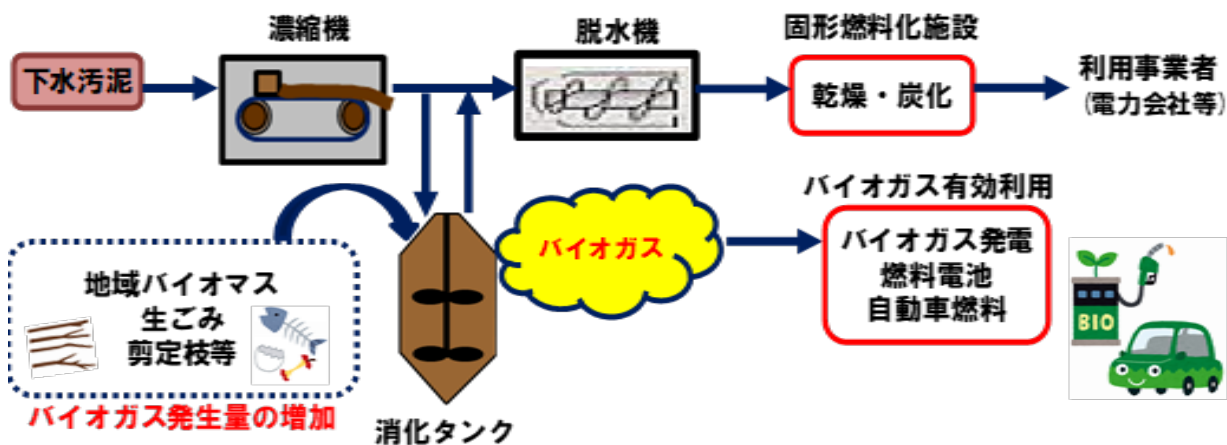 濃縮機
脱水機
固形燃料化施設
下水汚泥
乾燥・炭化
利用事業者
(電力会社等)
バイオガス有効利用
バイオガス
バイオガス発電
燃料電池
自動車燃料
BIO
地域バイオマス
生ごみ
剪定枝等
バイオガス発生量の増加
消化タンク